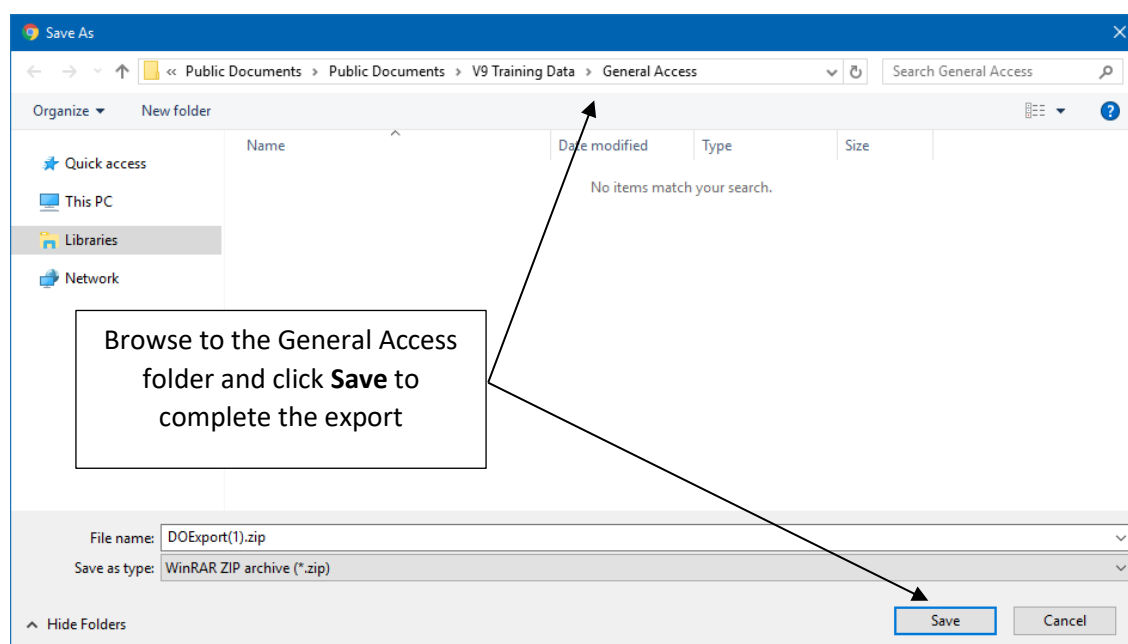 Save As
« Public Documents › Public Documents › V9 Training Data › General Access
Search General Access
Organize
New folder
?
Name
Date modified
Type
Size
Quick access
This PC
Libraries
Network
No items match your search.
Browse to the General Access
folder and click Save to
complete the export
File name: DOExport(1).zip
Save as type: WinRAR ZIP archive (*.zip)
Hide Folders
Save
Cancel